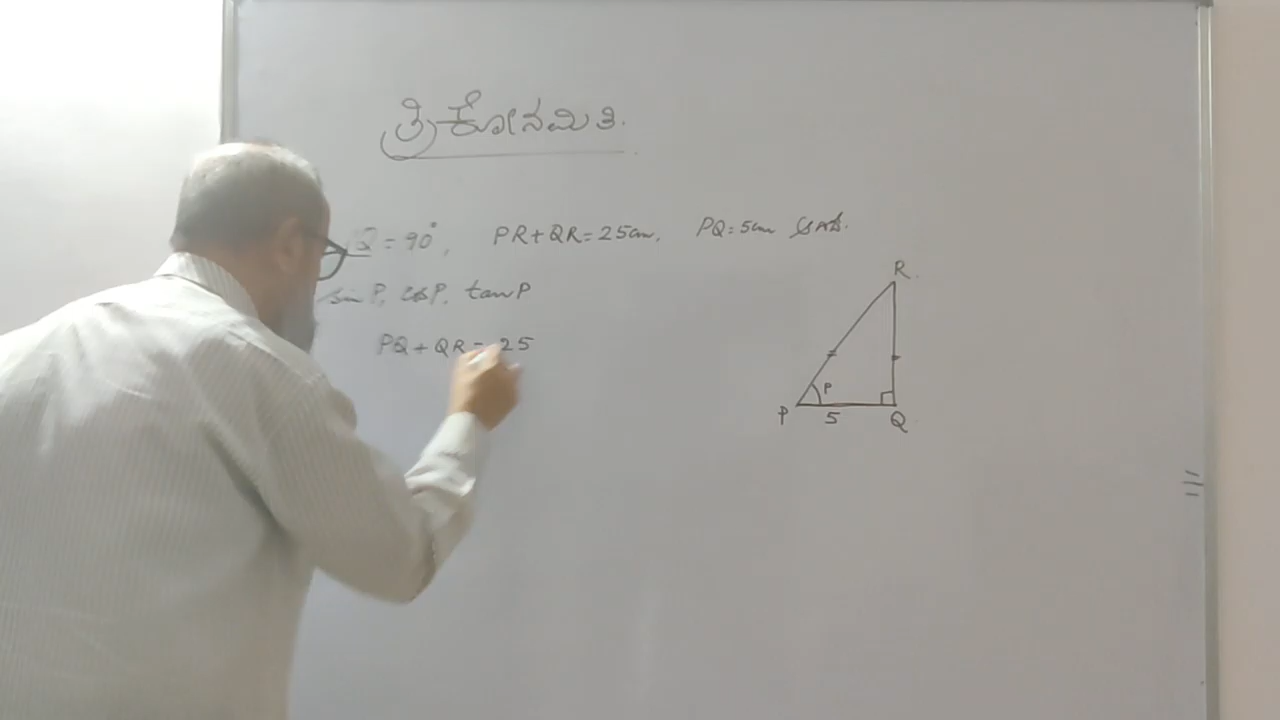 ತ್ರಿಕೋನಮಿತಿ.
Q = 90°, PR + QR = 25cm, PQ = 5cm
sin P, cos P, tan P
PQ + QR = 25
R
P
P
5
Q